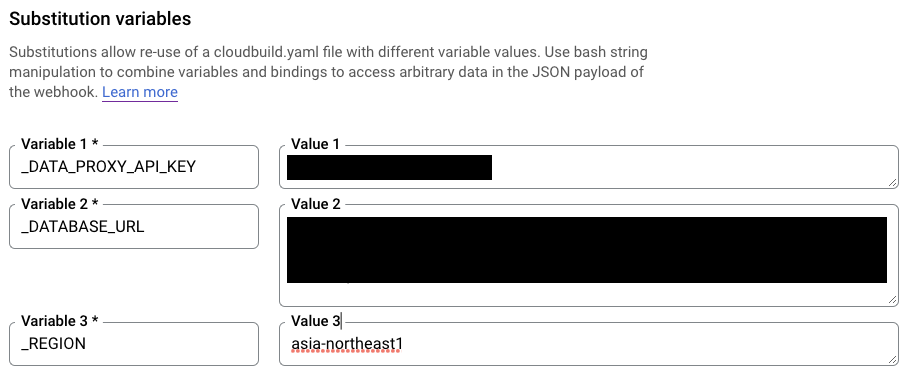 Substitution variables
Substitutions allow re-use of a cloudbuild.yaml file with different variable values. Use bash string
manipulation to combine variables and bindings to access arbitrary data in the JSON payload of
the webhook. Learn more
Variable 1 *
_DATA_PROXY_API_KEY
Value 1
Variable 2 *
_DATABASE_URL
Value 2
Variable 3 *
_REGION
Value 3
asia-northeast1